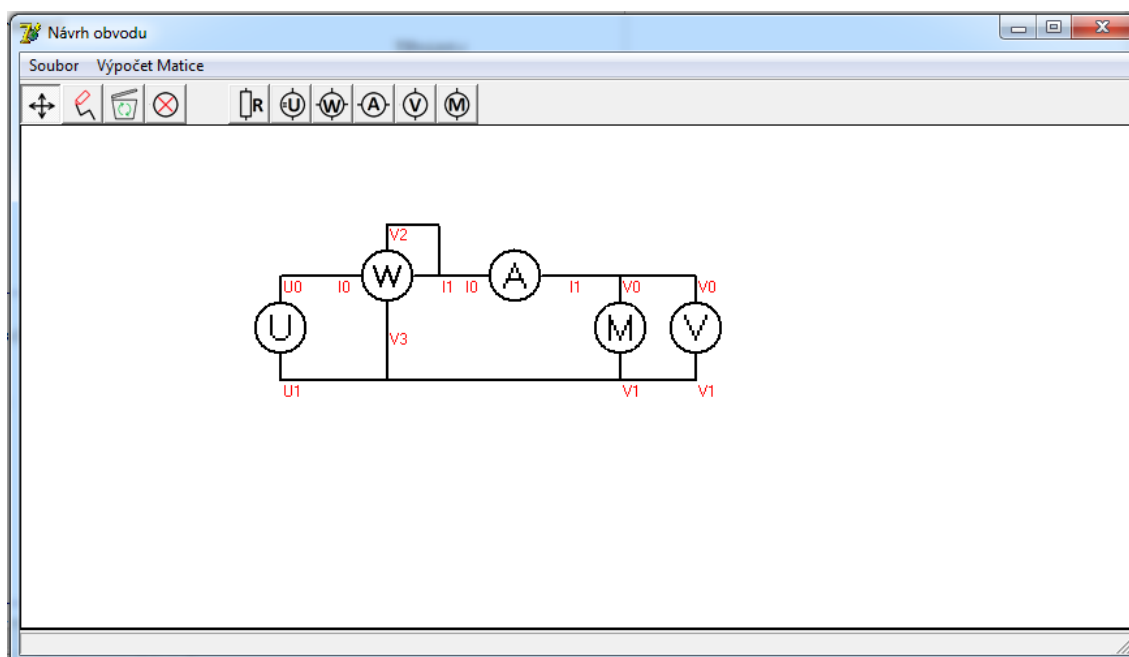 Návrh obvodu
Soubor Výpočet Matice
R U W A V M
V2
W A
U0 I0 I1 I0 I1 V0 V0
U M V
V3
U1 V1 V1